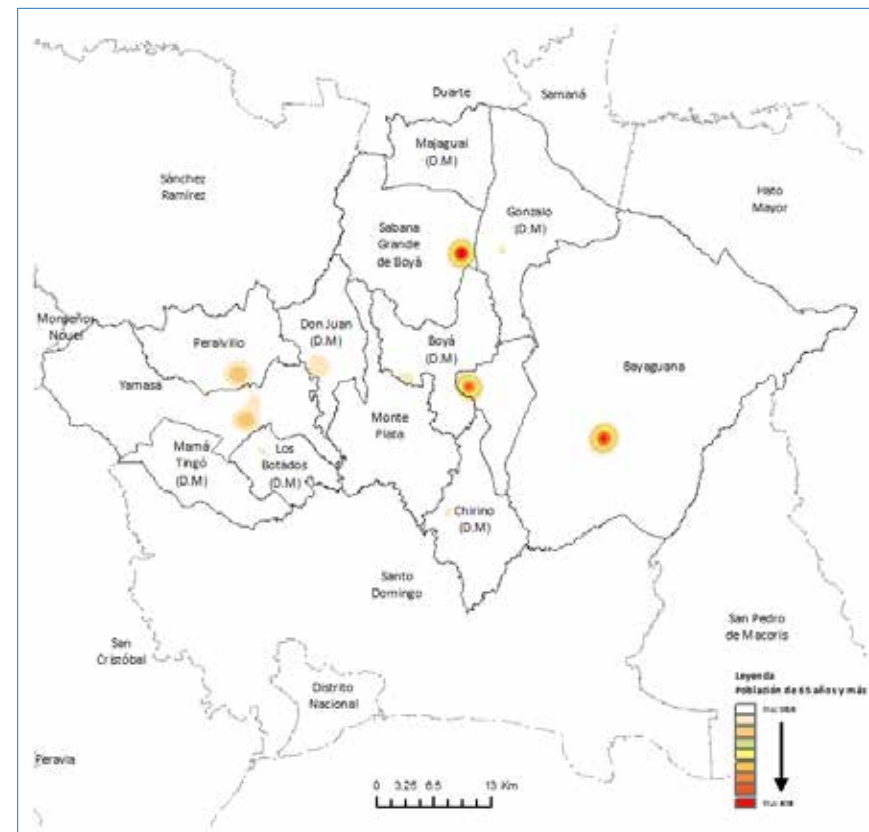 Duarte
Samaná
Majagual
(D.M)
Sánchez
Ramírez
Hato
Mayor
Gonzalo
(D.M)
Sabana
Grande
de Boyá
Don Juan
(D.M)
Boyá
(D.M)
Peralvillo
Nouel
Bayaguana
Yamasá
Monte
Plata
Mamá
Tingó
(D.M)
Los
Botados
(D.M)
Chirino
(D.M)
Santo
Domingo
San Pedro
de Macorís
San
Cristóbal
Distrito
Nacional
Peravia
Leyenda
Población de 65 años y más
0 3.25 6.5 13 Km